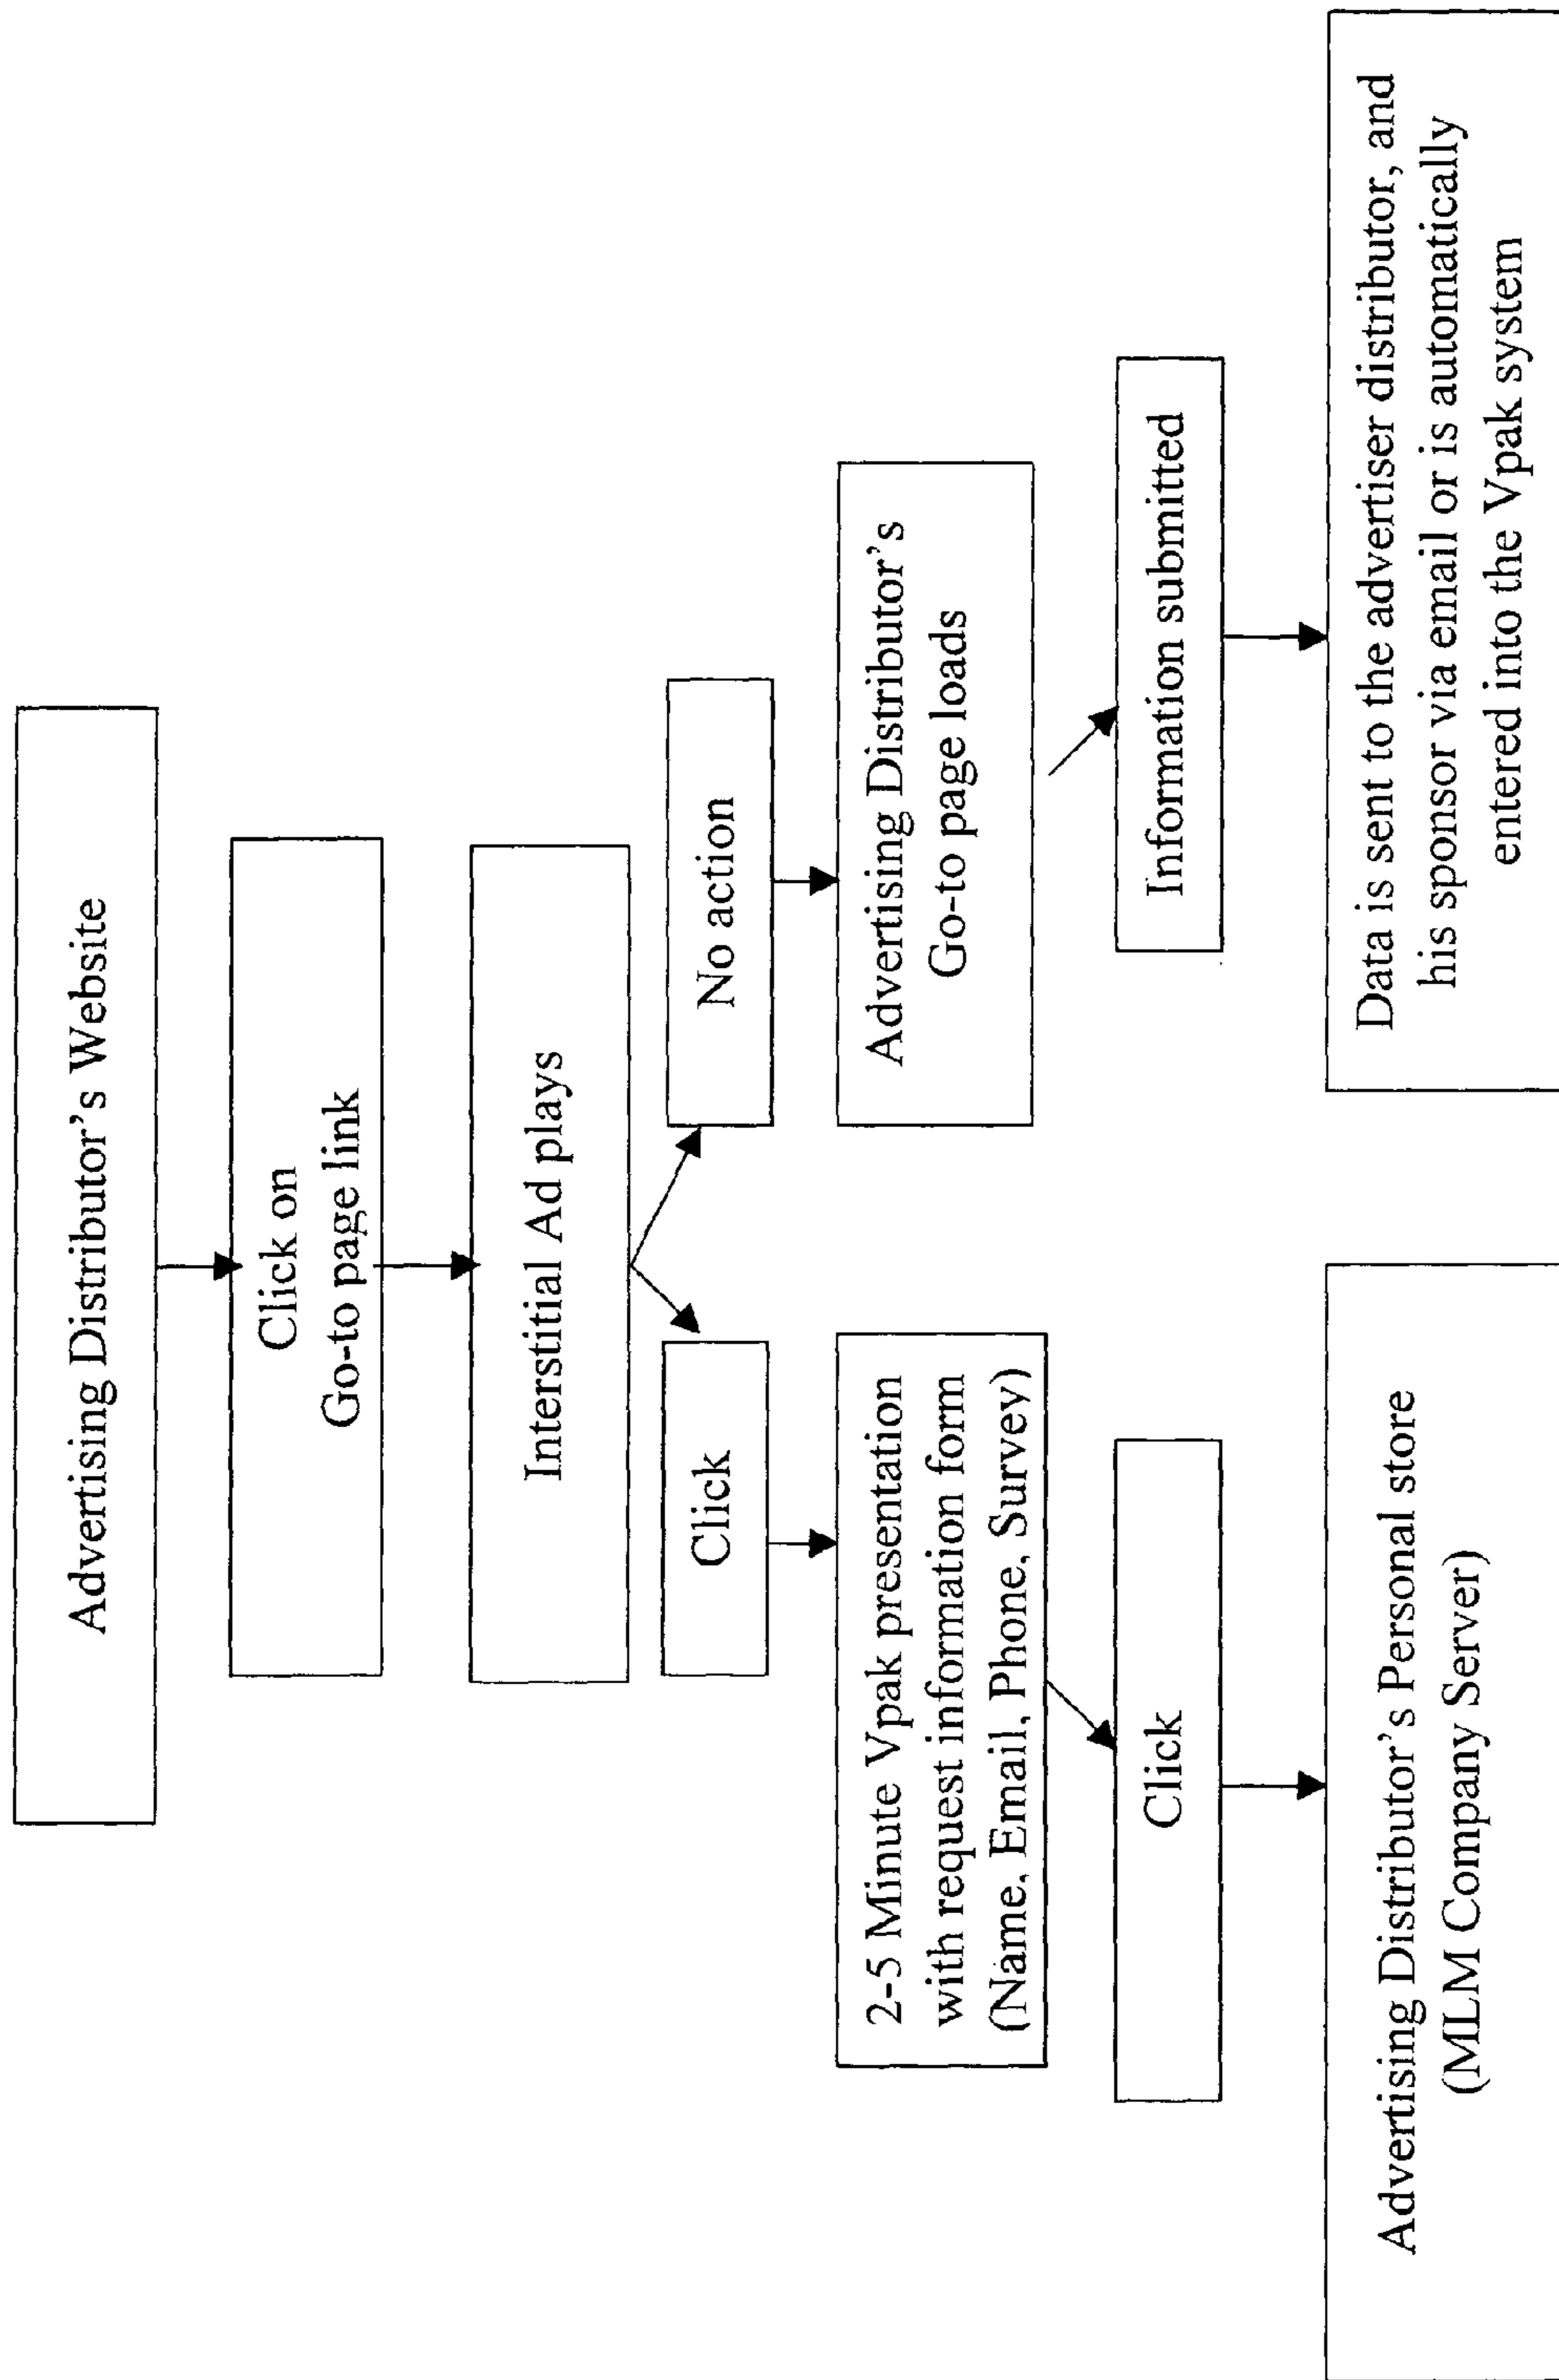 Advertising Distributor's Website
Click on
Go-to page link
Interstitial Ad plays
Click
No action
2-5 Minute Vpak presentation
with request information form
(Name, Email, Phone, Survey)
Advertising Distributor's
Go-to page loads
Click
Information submitted
Advertising Distributor's Personal store
(MLM Company Server)
Data is sent to the advertiser distributor, and
his sponsor via email or is automatically
entered into the Vpak system